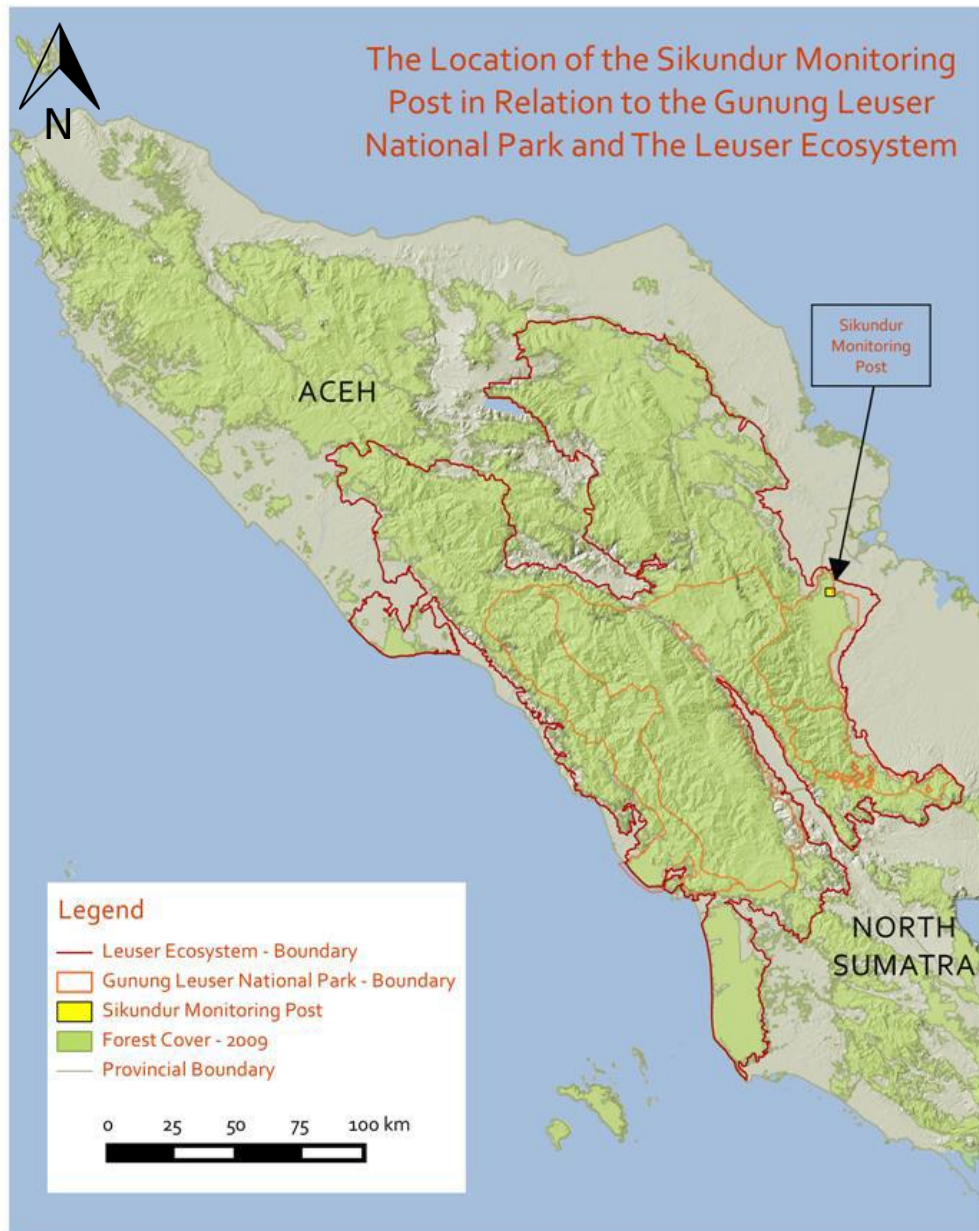 N
The Location of the Sikundur Monitoring
Post in Relation to the Gunung Leuser
National Park and The Leuser Ecosystem
Sikundur
Monitoring
Post
ACEH
NORTH
SUMATRA
Legend
Leuser Ecosystem - Boundary
Gunung Leuser National Park - Boundary
Sikundur Monitoring Post
Forest Cover - 2009
Provincial Boundary
0 25 50 75 100 km